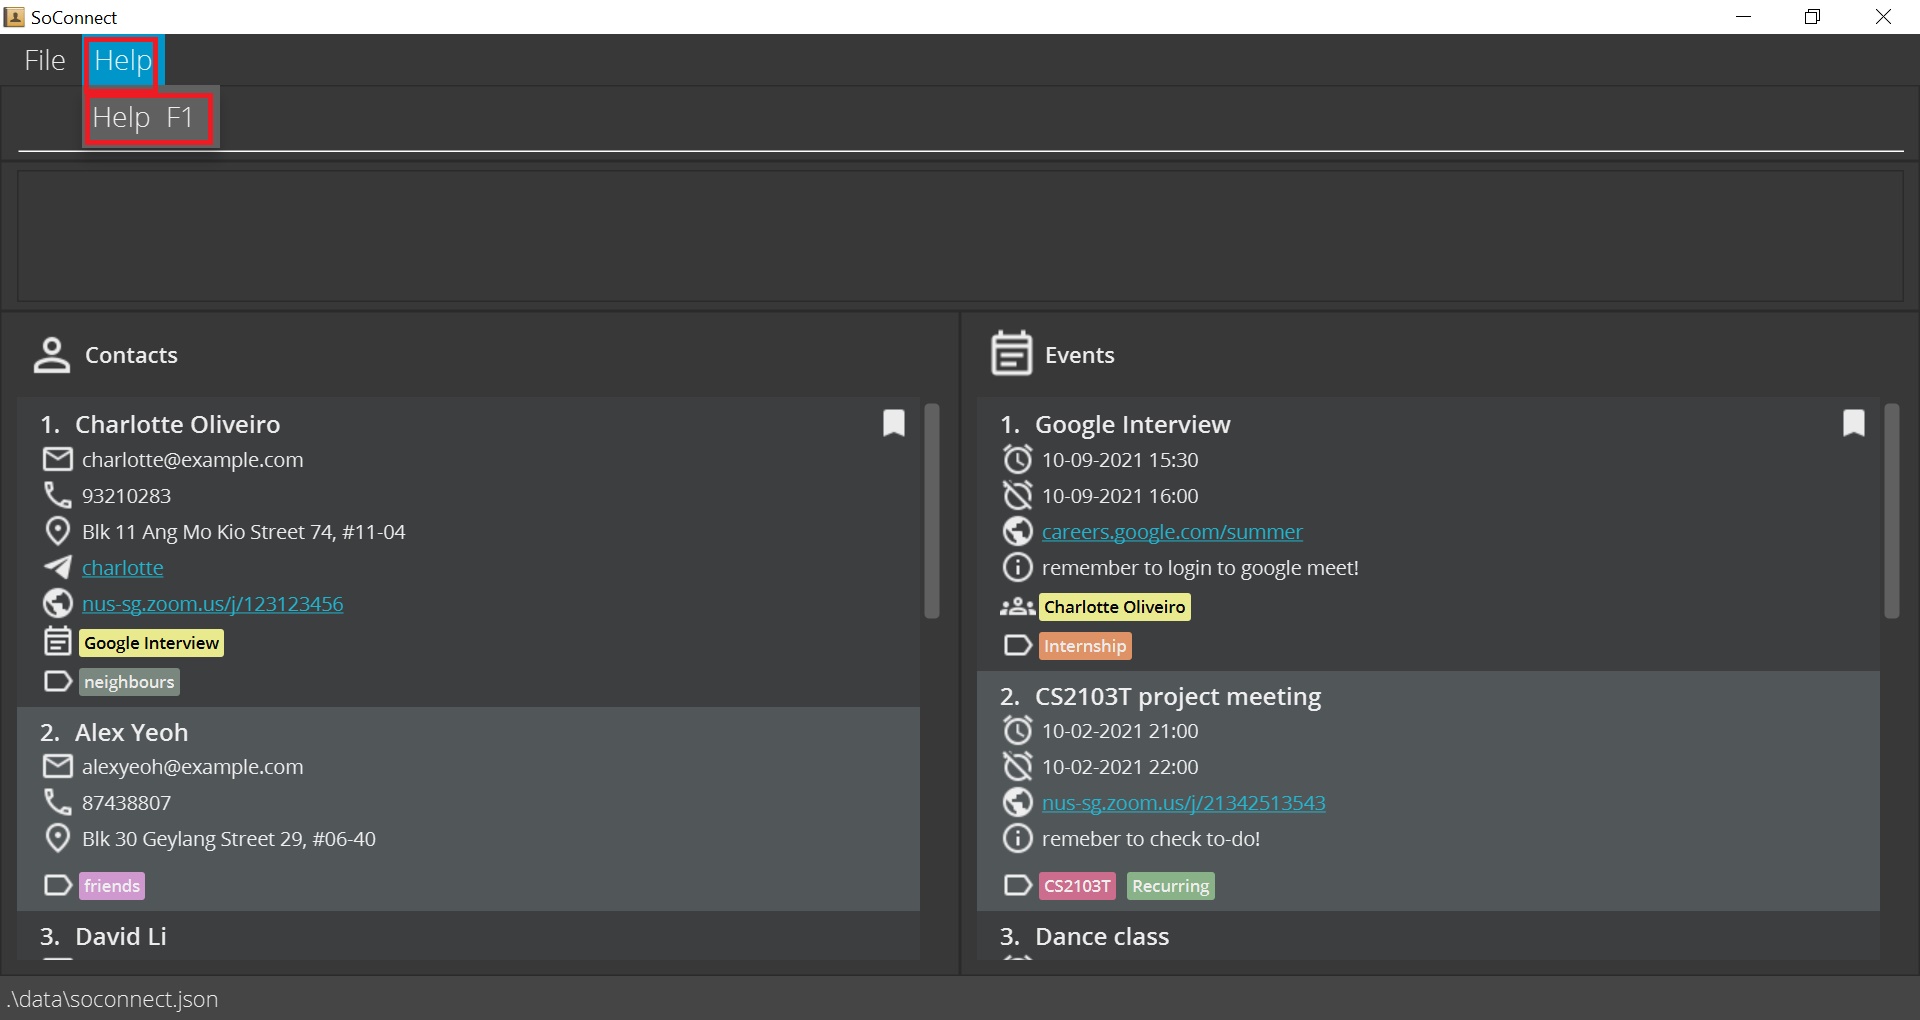 SoConnect
File Help
Help F1
Contacts
1. Charlotte Oliveiro
charlotte@example.com
93210283
Blk 11 Ang Mo Kio Street 74, #11-04
charlotte
nus-sg.zoom.us/j/123123456
Google Interview
neighbours
2. Alex Yeoh
alexyeoh@example.com
87438807
Blk 30 Geylang Street 29, #06-40
friends
3. David Li
Events
1. Google Interview
10-09-2021 15:30
10-09-2021 16:00
careers.google.com/summer
remember to login to google meet!
Charlotte Oliveiro
Internship
2. CS2103T project meeting
10-02-2021 21:00
10-02-2021 22:00
nus-sg.zoom.us/j/21342513543
remeber to check to-do!
CS2103T Recurring
3. Dance class
.\data\soconnect.json